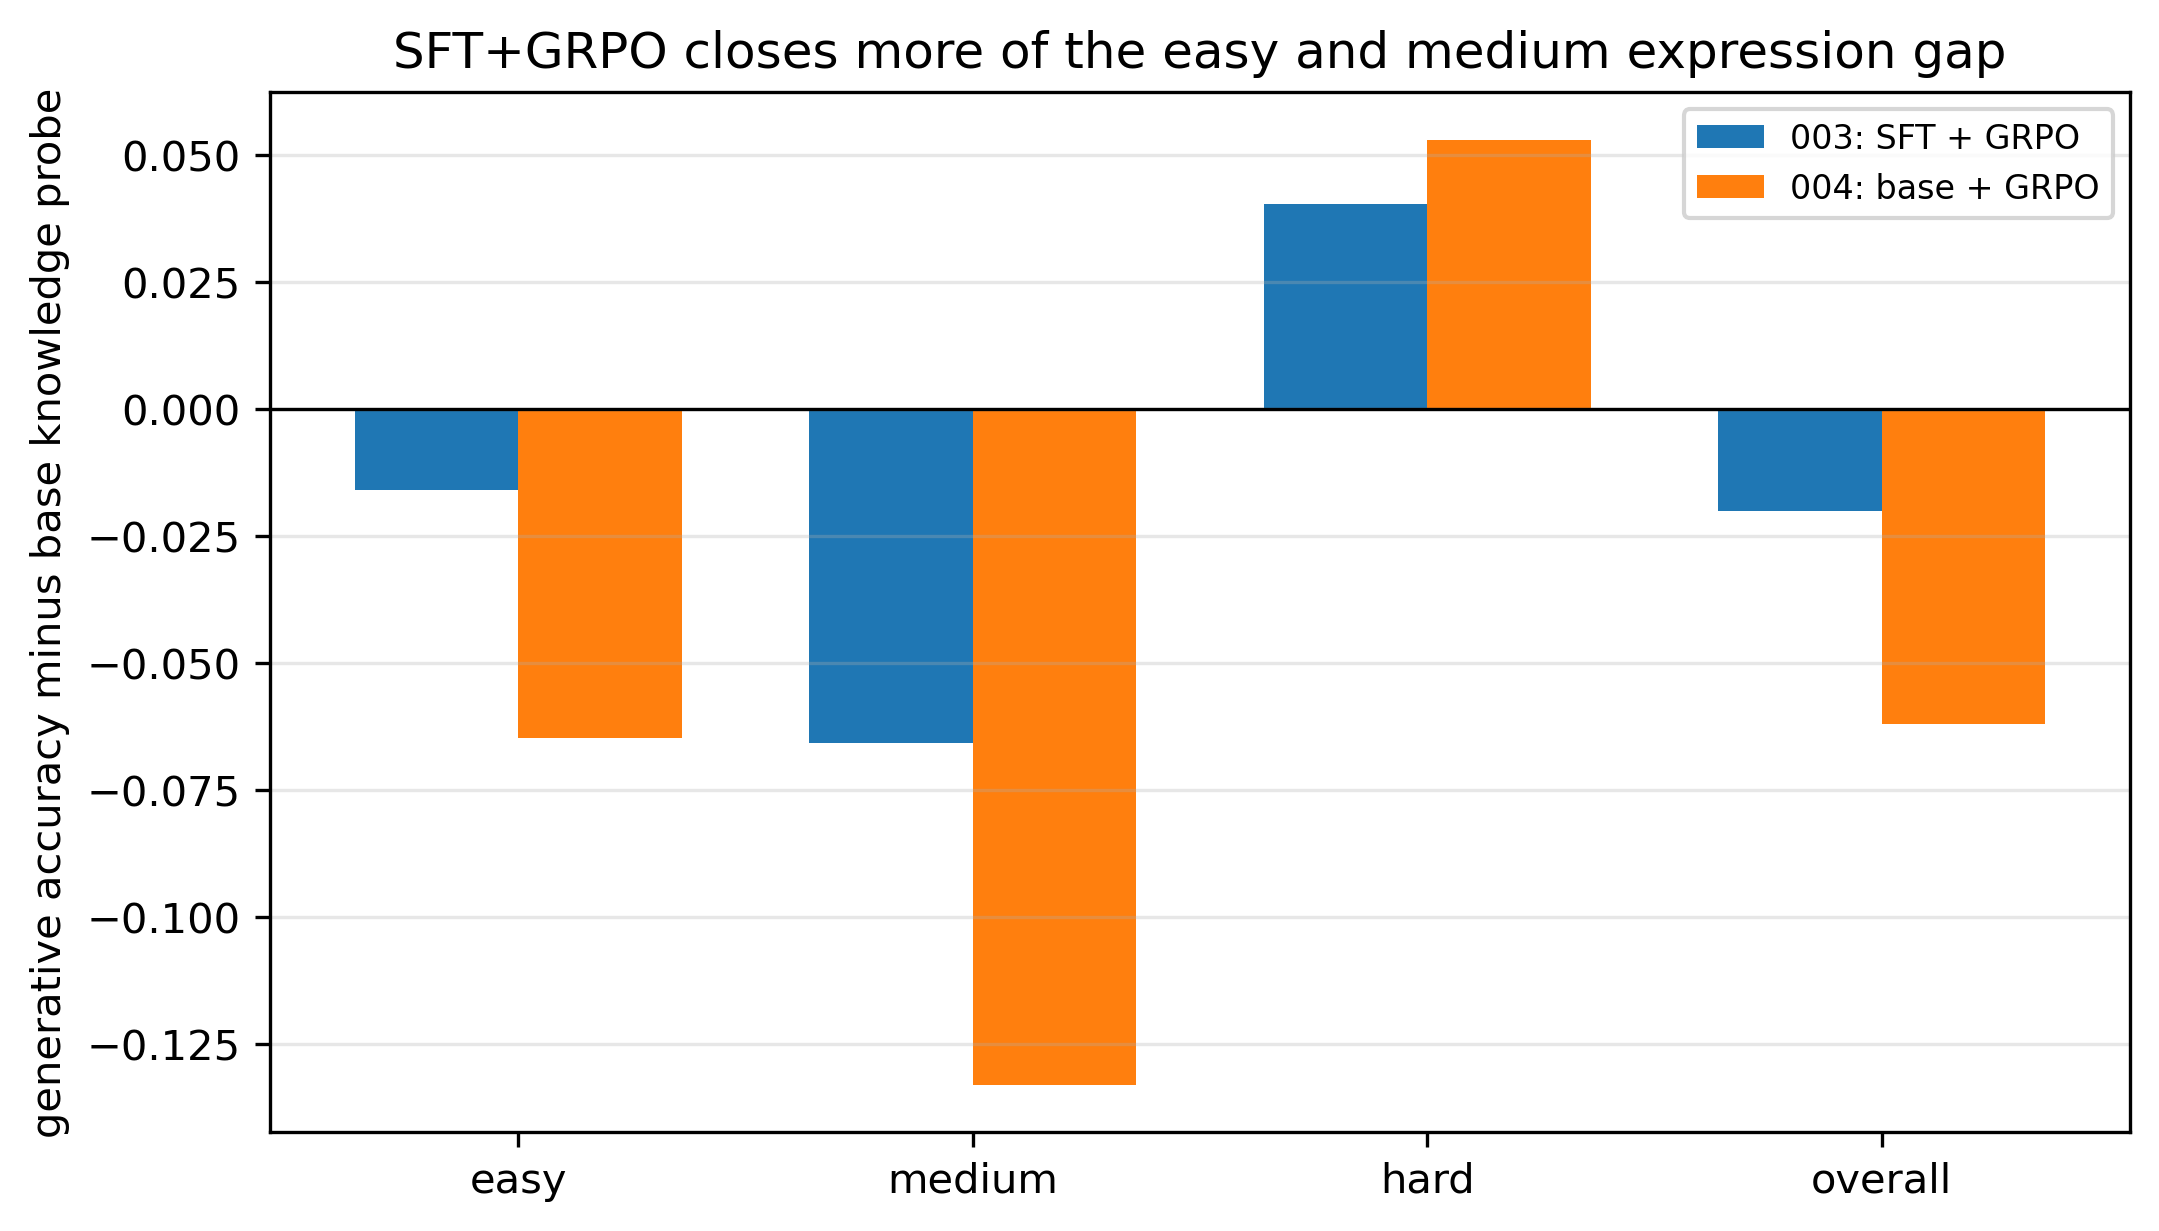 SFT+GRPO closes more of the easy and medium expression gap
generative accuracy minus base knowledge probe
0.050
0.025
0.000
−0.025
−0.050
−0.075
−0.100
−0.125
003: SFT + GRPO
004: base + GRPO
easy
medium
hard
overall